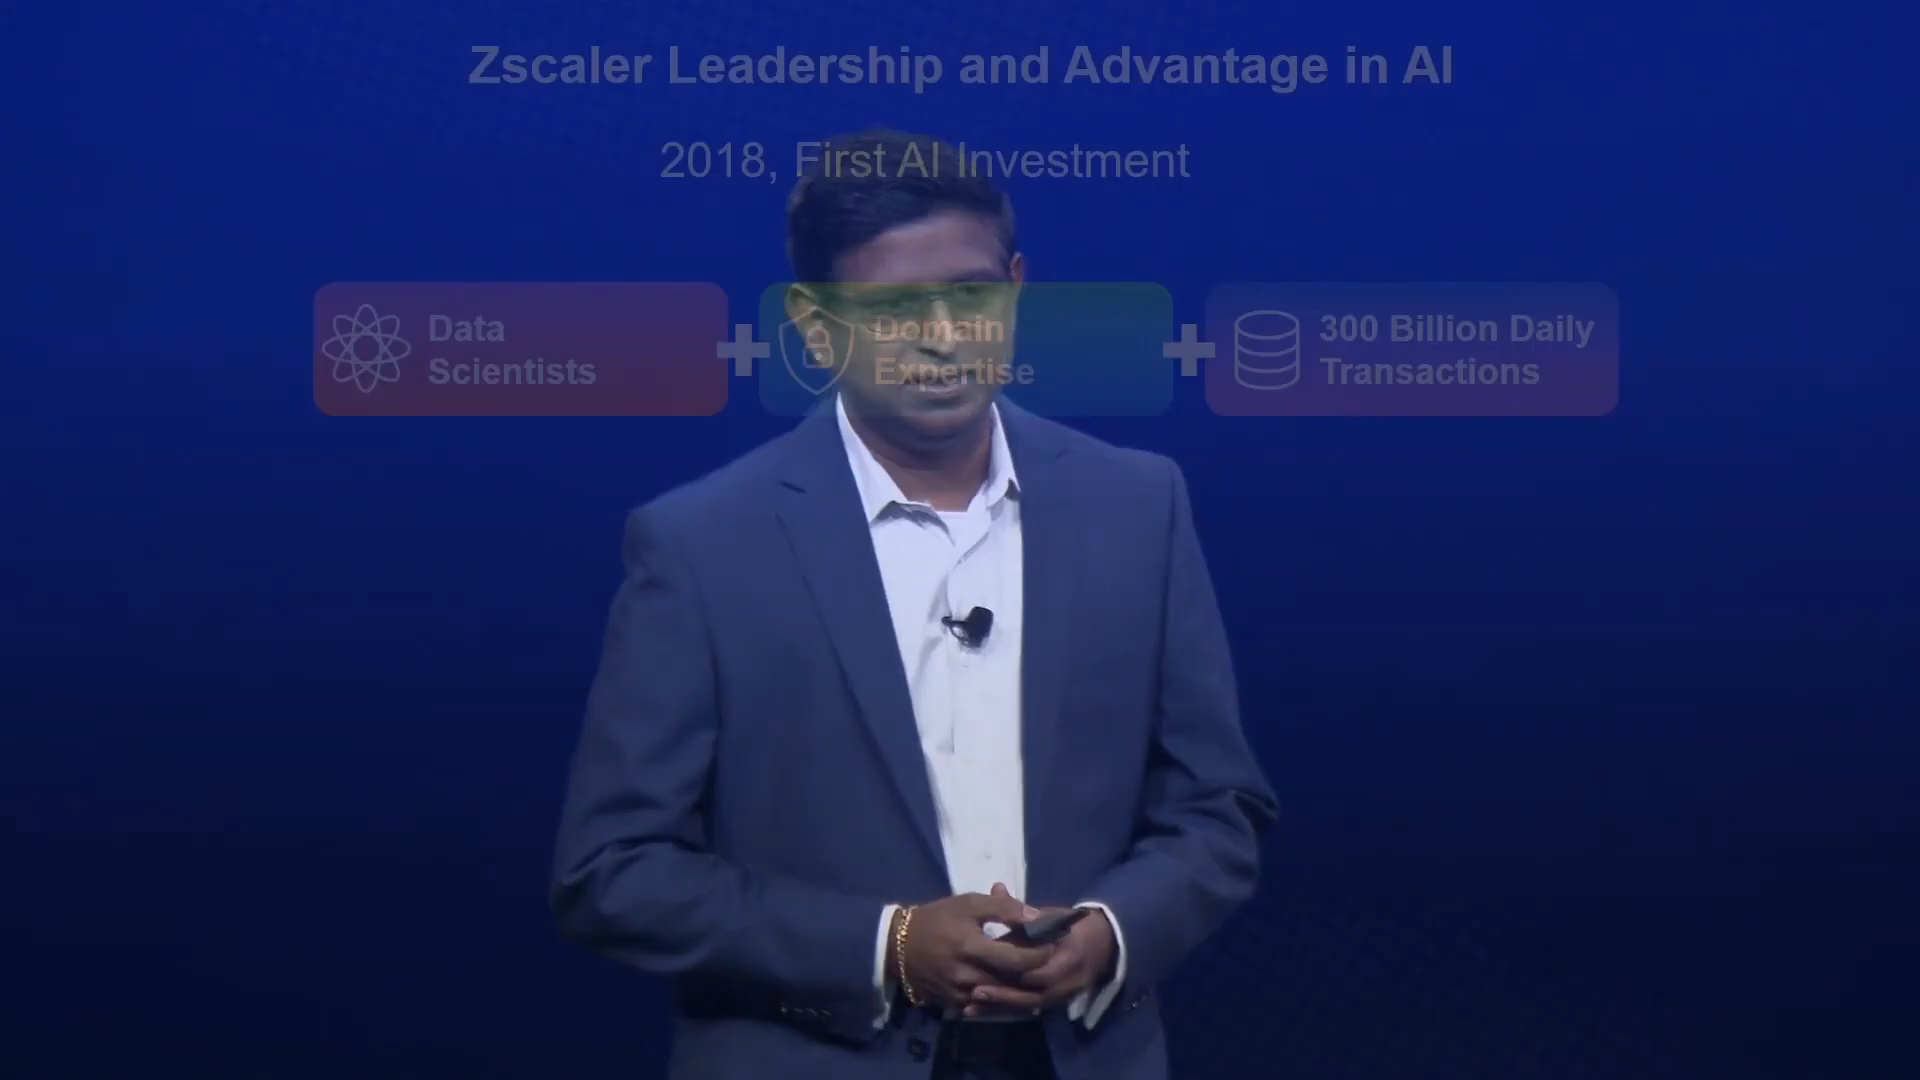 Zscaler Leadership and Advantage in AI
2018, First AI Investment
Data
Scientists
Domain
Expertise
300 Billion Daily
Transactions